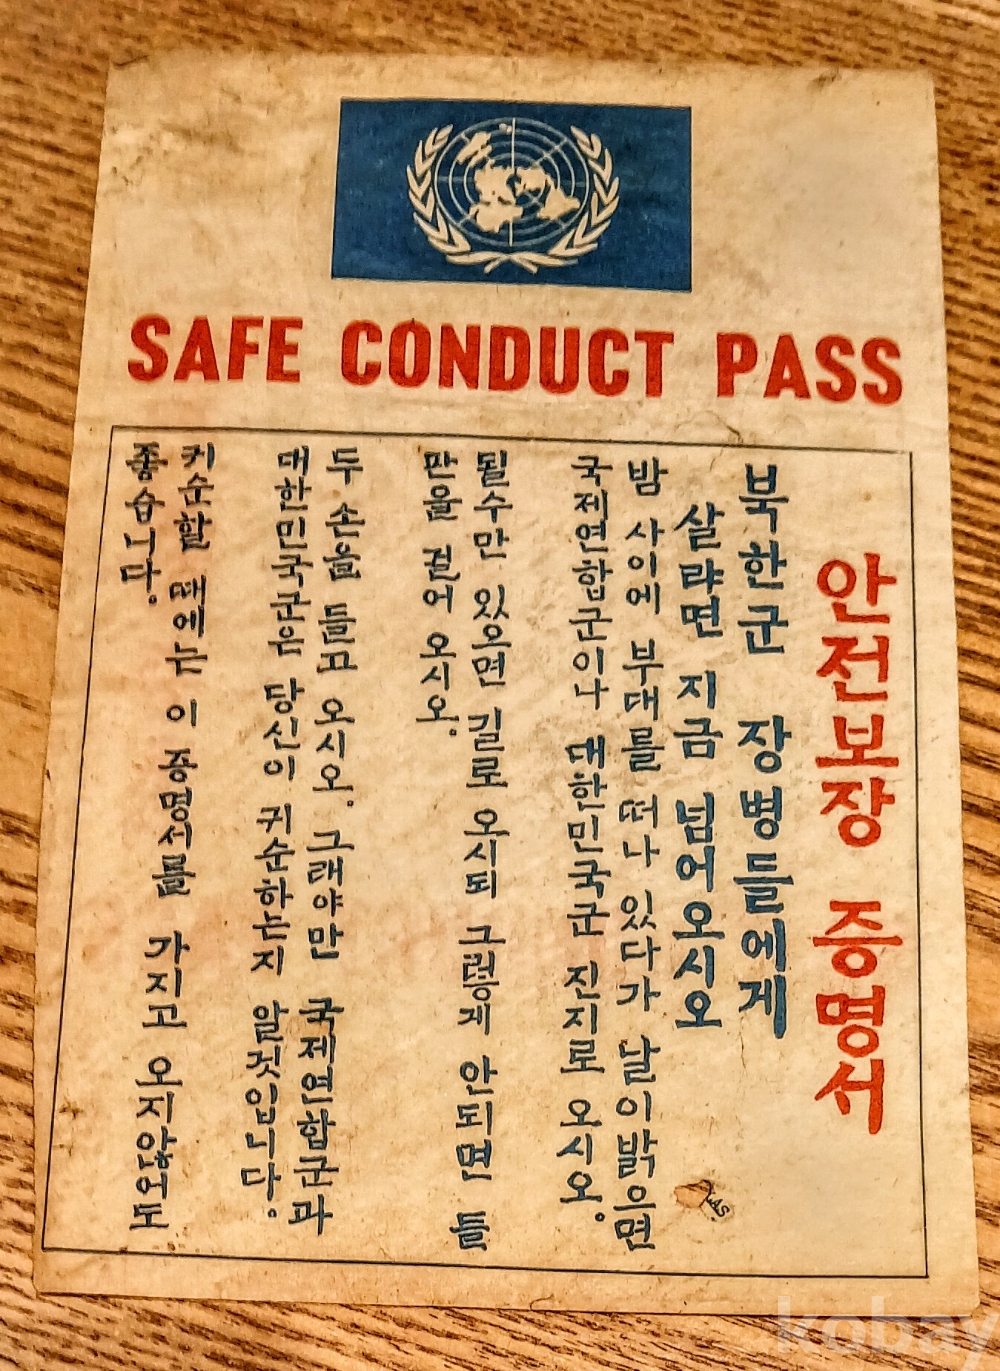 SAFE CONDUCT PASS
안전보장 증명서
북한군 장병들에게
살랴면 지금 넘어오시오
밤 사이에 부대를 떠나 있다가 날이밝으면
국제연합군이나 대한민국군 진지로 오시오.
될수만 있으면 길로 오시되 그렇게 안되면 들
만을 걸어 오시오.
두 손을 들고 오시오. 그래야만 국제연합군과
대한민국군은 당신이 귀순하는지 알것입니다.
귀순할 때에는 이 증명서를 가지고 오지않어도
좋습니다.
kobay